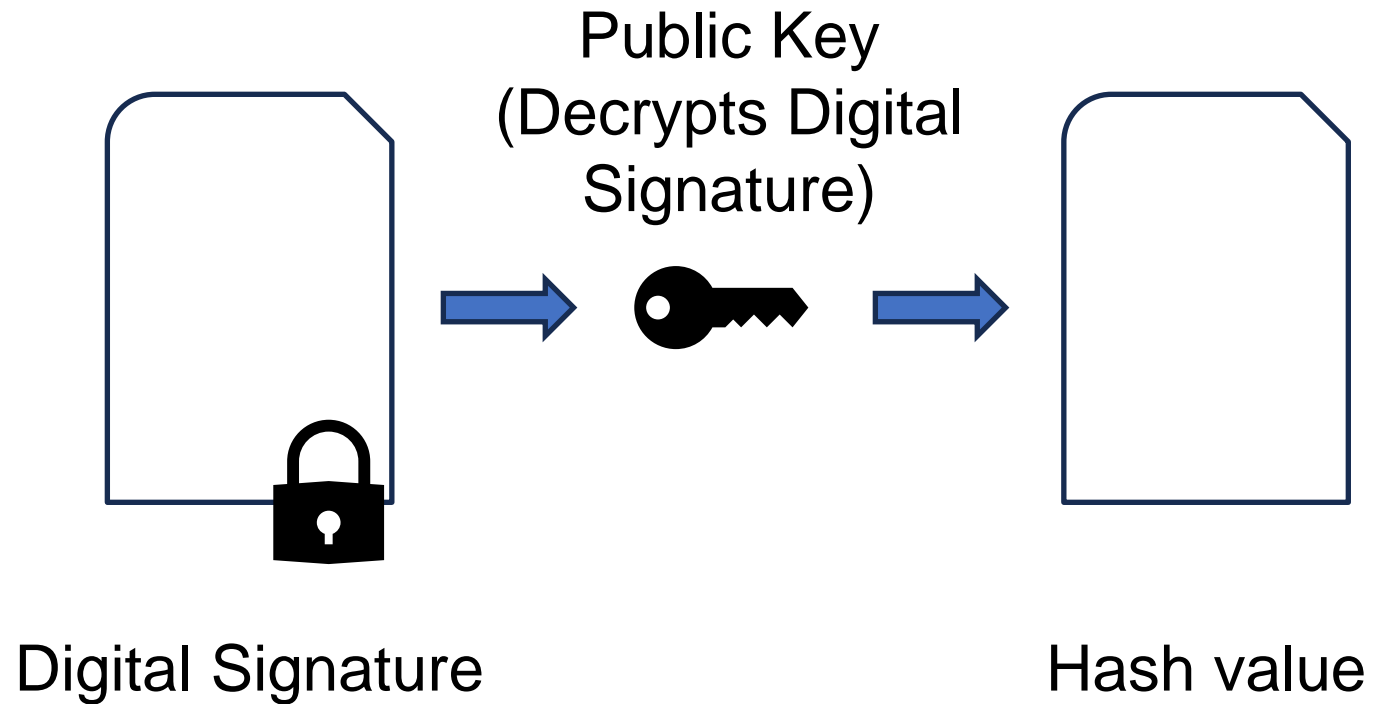 Public Key
(Decrypts Digital
Signature)
Digital Signature
Hash value